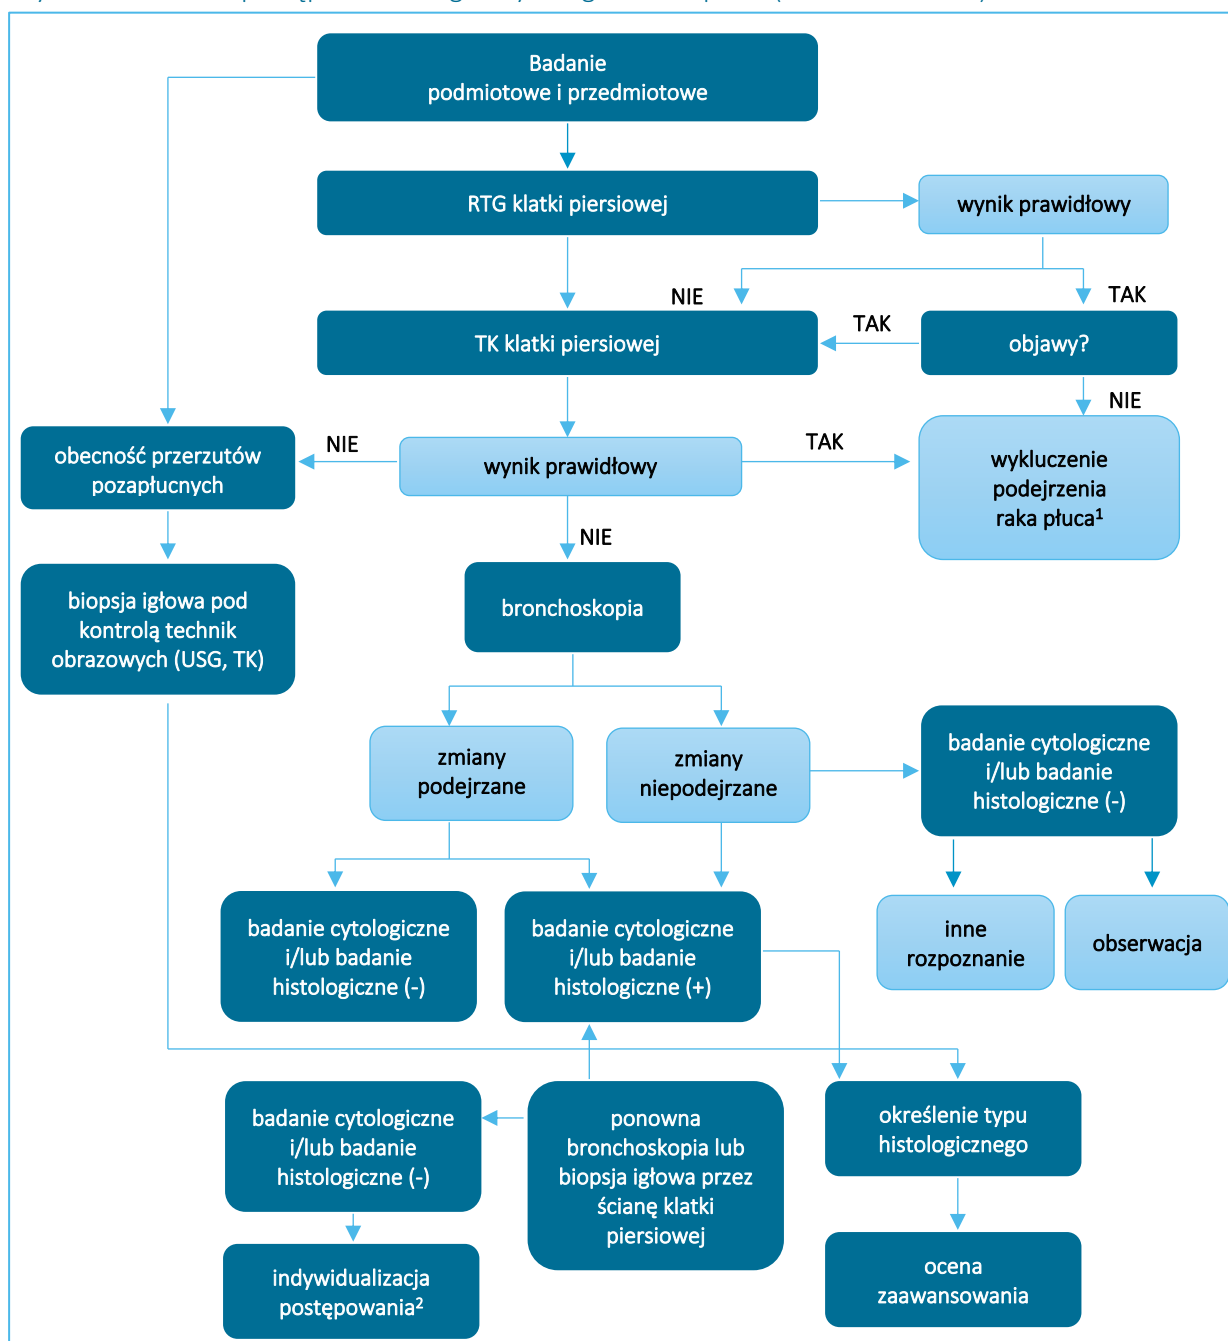 Badanie
podmiotowe i przedmiotowe
RTG klatki piersiowej
wynik prawidłowy
NIE
TAK
TK klatki piersiowej
TAK
objawy?
NIE
obecność przerzutów
pozapłucnych
NIE
wynik prawidłowy
TAK
wykluczenie
podejrzenia
raka płuca¹
NIE
biopsja igłowa pod
kontrolą technik
obrazowych (USG, TK)
bronchoskopia
zmiany
podejrzane
zmiany
niepodejrzane
badanie cytologiczne
i/lub badanie
histologiczne (-)
badanie cytologiczne
i/lub badanie
histologiczne (-)
badanie cytologiczne
i/lub badanie
histologiczne (+)
inne
rozpoznanie
obserwacja
badanie cytologiczne
i/lub badanie
histologiczne (-)
ponowna
bronchoskopia lub
biopsja igłowa przez
ścianę klatki
piersiowej
określenie typu
histologicznego
indywidualizacja
postępowania²
ocena
zaawansowania